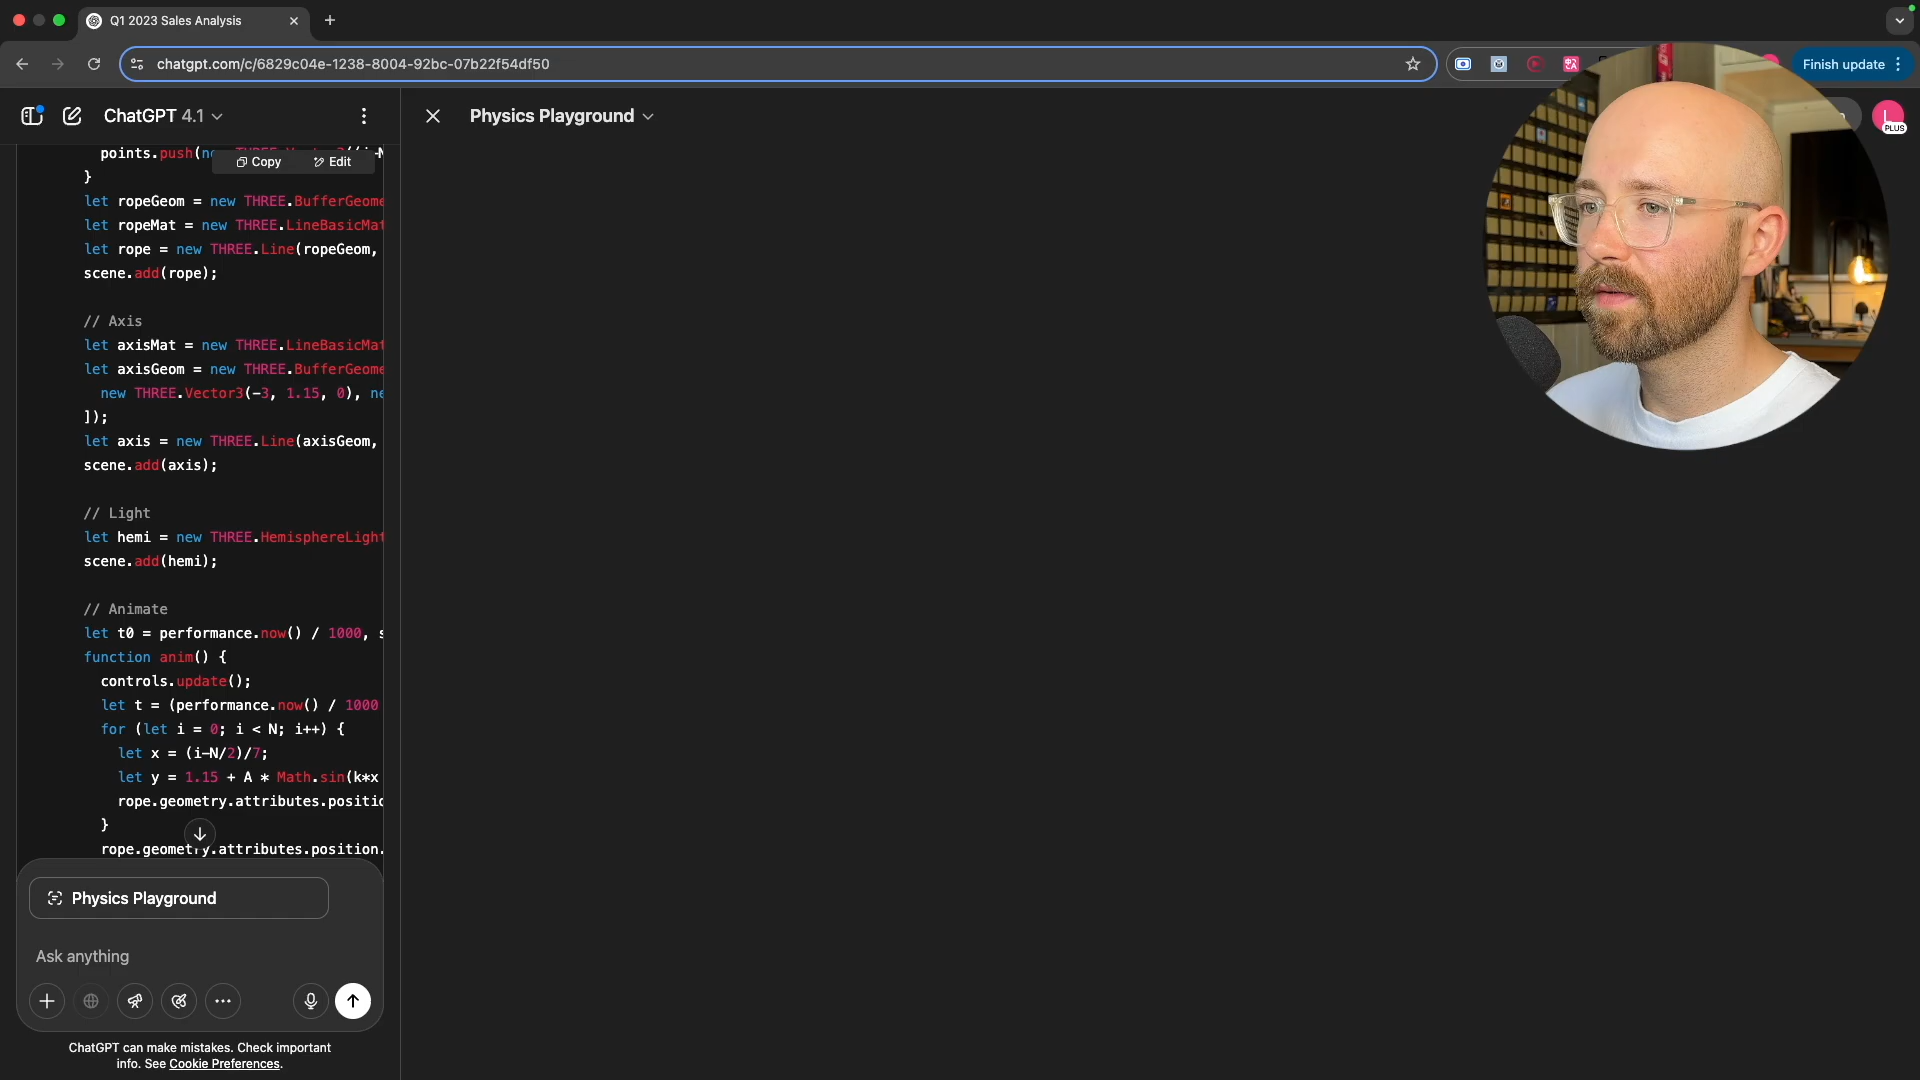 Q1 2023 Sales Analysis
chatgpt.com/c/6829c04e-1238-8004-92bc-07b22f54df50
Finish update
ChatGPT 4.1
Physics Playground
PLUS
points.push(
Copy
Edit
}
let ropeGeom = new THREE.BufferGeome
let ropeMat = new THREE.LineBasicMat
let rope = new THREE.Line(ropeGeom,
scene.add(rope);
// Axis
let axisMat = new THREE.LineBasicMat
let axisGeom = new THREE.BufferGeome
new THREE.Vector3(-3, 1.15, 0), ne
]);
let axis = new THREE.Line(axisGeom,
scene.add(axis);
// Light
let hemi = new THREE.HemisphereLight
scene.add(hemi);
// Animate
let t0 = performance.now() / 1000, s
function anim() {
controls.update();
let t = (performance.now() / 1000
for (let i = 0; i < N; i++) {
let x = (i-N/2)/7;
let y = 1.15 + A * Math.sin(k*x
rope.geometry.attributes.positio
}
rope.geometry.attributes.position.
Physics Playground
Ask anything
ChatGPT can make mistakes. Check important
info. See Cookie Preferences.